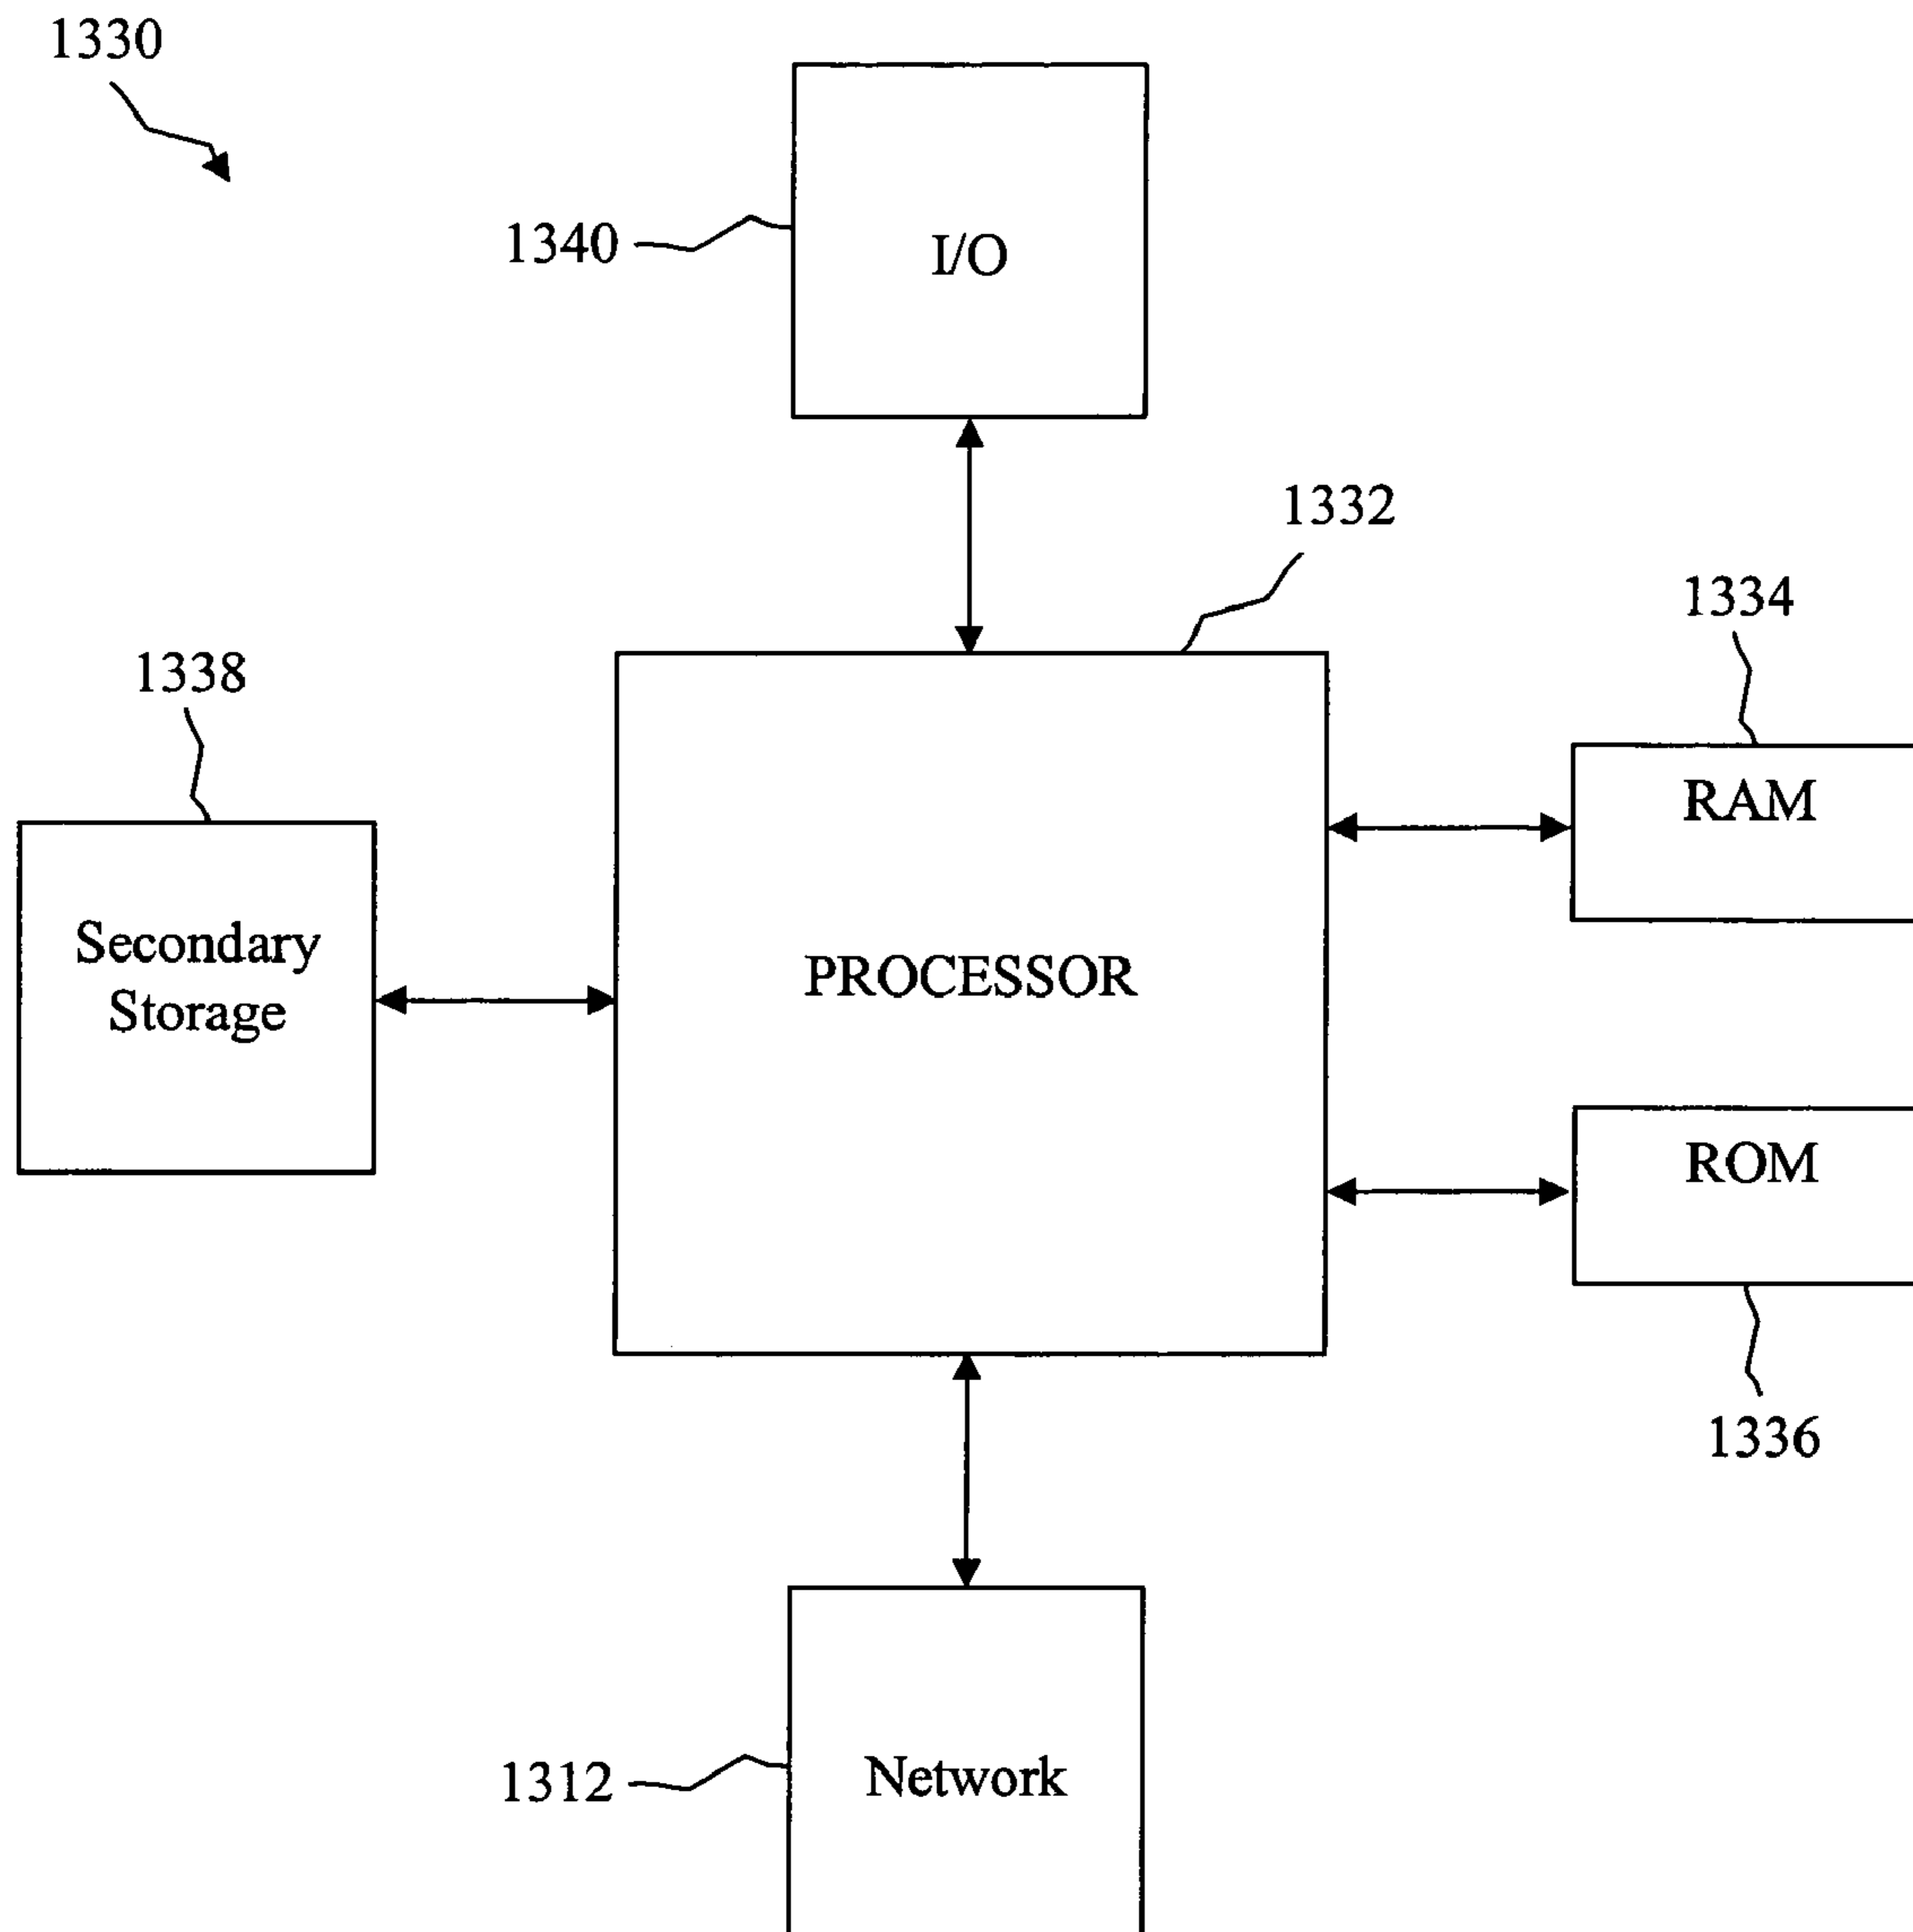 1330
1340
I/O
1332
1334
1338
RAM
Secondary
Storage
PROCESSOR
ROM
1336
1312
Network